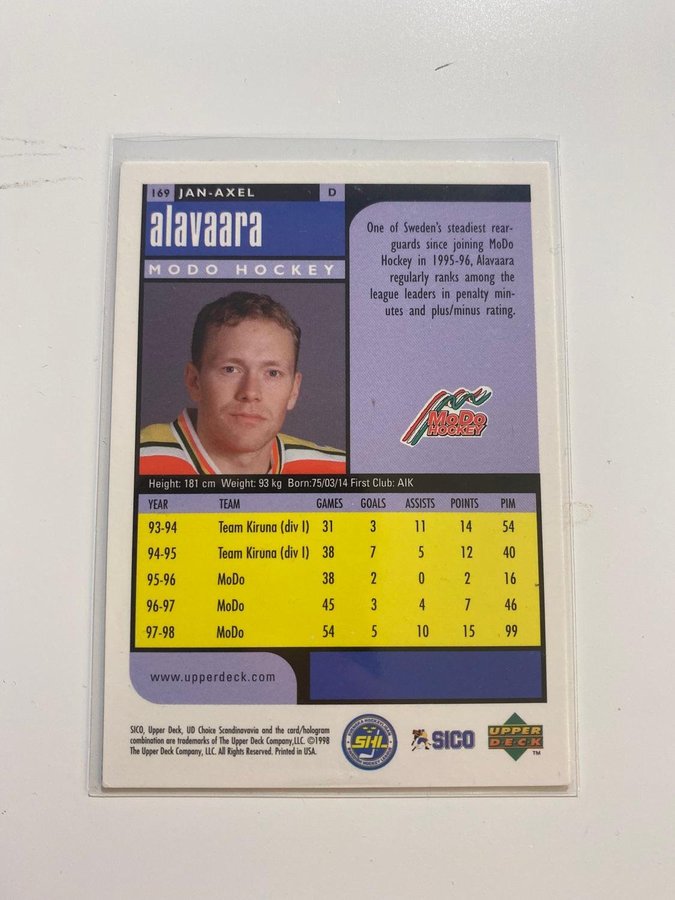 169 JAN-AXEL D
alavaara
MODO HOCKEY
One of Sweden's steadiest rear-
guards since joining MoDo
Hockey in 1995-96, Alavaara
regularly ranks among the
league leaders in penalty min-
utes and plus/minus rating.
MoDo
HOCKEY
Height: 181 cm Weight: 93 kg Born:75/03/14 First Club: AIK
YEAR TEAM GAMES GOALS ASSISTS POINTS PIM
93-94 Team Kiruna (div I) 31 3 11 14 54
94-95 Team Kiruna (div I) 38 7 5 12 40
95-96 MoDo 38 2 0 2 16
96-97 MoDo 45 3 4 7 46
97-98 MoDo 54 5 10 15 99
www.upperdeck.com
SICO, Upper Deck, UD Choice Scandinavavia and the card/hologram
combination are trademarks of The Upper Deck Company,LLC. ©1998
The Upper Deck Company, LLC. All Rights Reserved. Printed in USA.
SHL
SICO
UPPER
DECK
TM